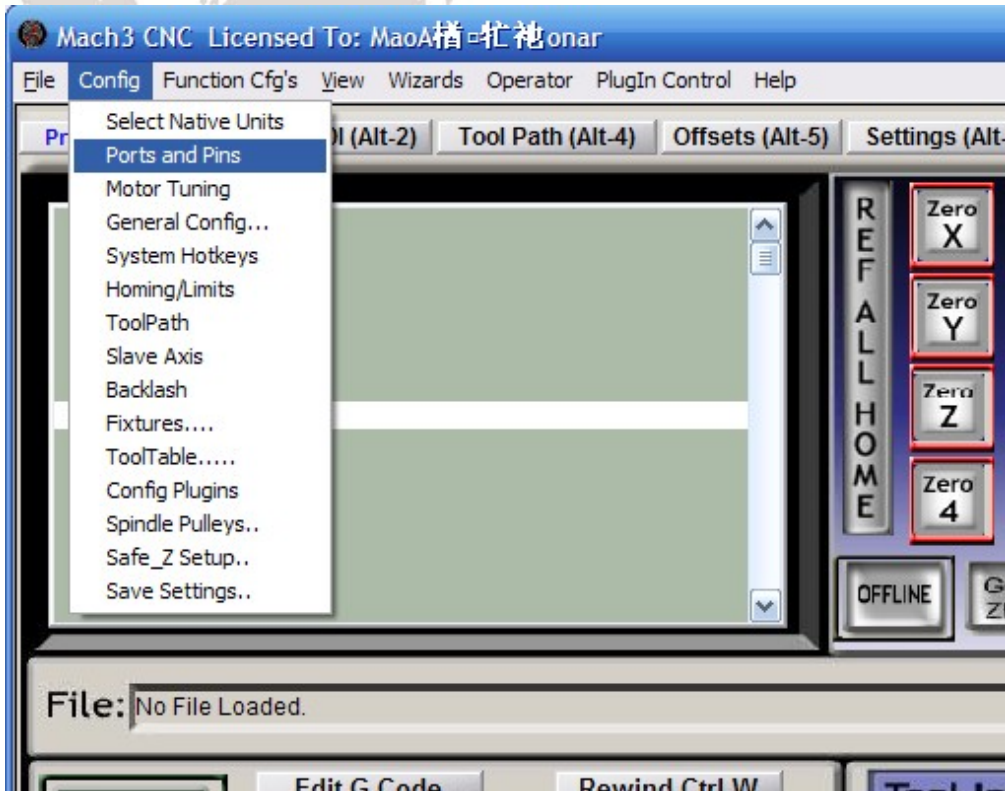 Mach3 CNC Licensed To: MaoA楿¤牤祂onar
File Config Function Cfg's View Wizards Operator PlugIn Control Help
(Alt-2) Tool Path (Alt-4) Offsets (Alt-5) Settings (Alt-
Select Native Units
Ports and Pins
Motor Tuning
General Config...
System Hotkeys
Homing/Limits
ToolPath
Slave Axis
Backlash
Fixtures....
ToolTable.....
Config Plugins
Spindle Pulleys..
Safe_Z Setup..
Save Settings..
REF ALL HOME
Zero
X
Zero
Y
Zero
Z
Zero
4
OFFLINE
File: No File Loaded.
Edit G Code Rewind Ctrl-W